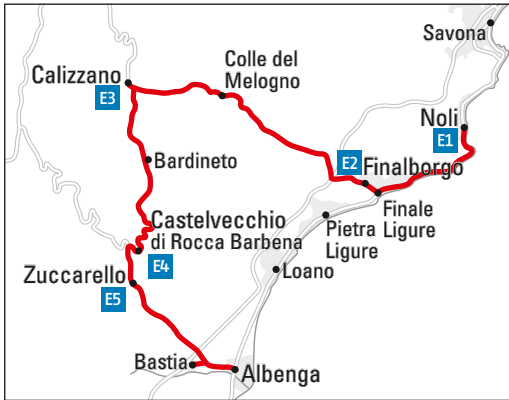 Savona
Colle del
Melogno
Calizzano
E3
Noli
E1
E2
Finalborgo
Bardineto
Finale
Ligure
Pietra
Ligure
Castelvecchio
di Rocca Barbena
E4
Loano
Zuccarello
E5
Bastia
Albenga